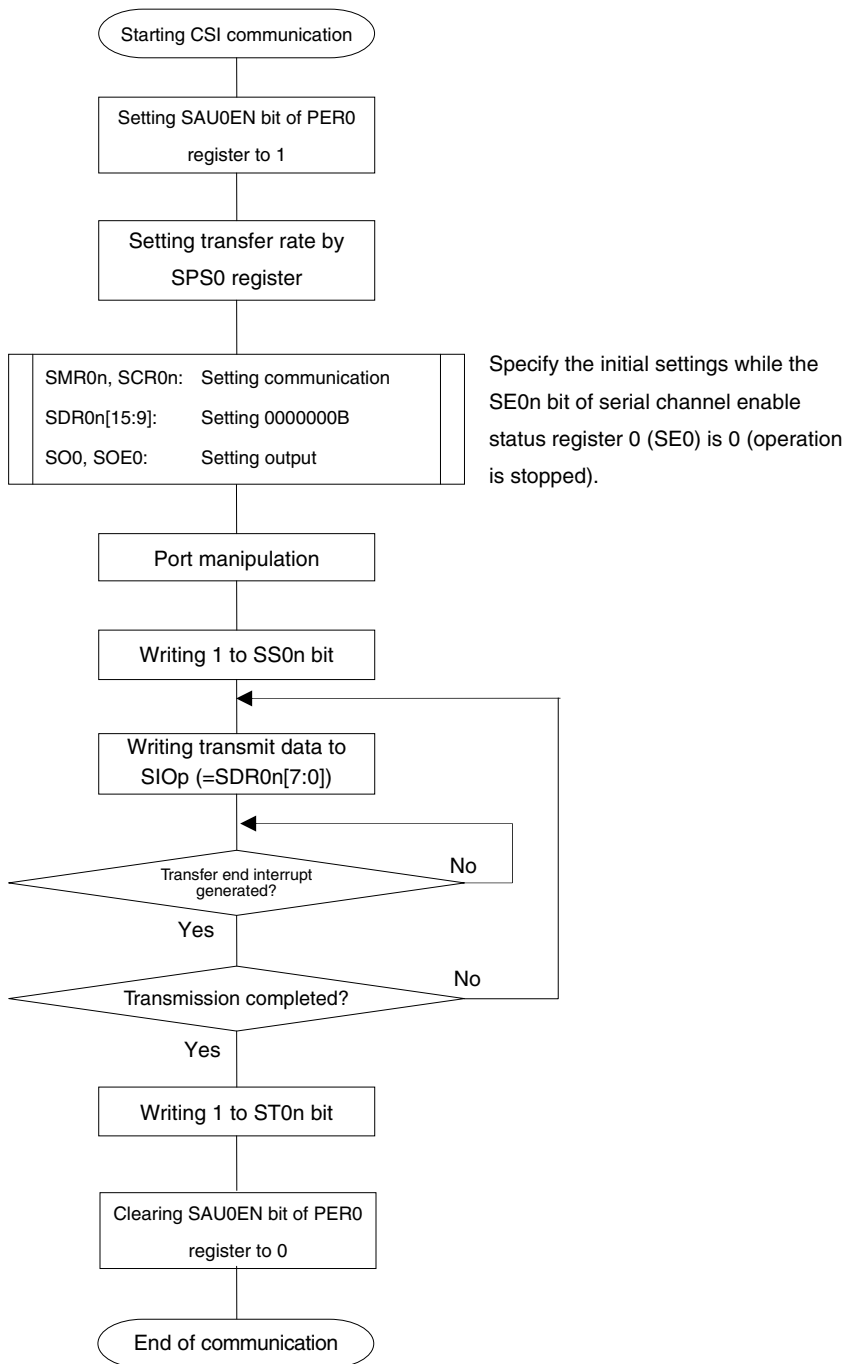 Starting CSI communication
Setting SAU0EN bit of PER0
register to 1
Setting transfer rate by
SPS0 register
SMR0n, SCR0n: Setting communication
SDR0n[15:9]: Setting 0000000B
SO0, SOE0: Setting output
Specify the initial settings while the
SE0n bit of serial channel enable
status register 0 (SE0) is 0 (operation
is stopped).
Port manipulation
Writing 1 to SS0n bit
Writing transmit data to
SIOp (=SDR0n[7:0])
Transfer end interrupt
generated?
No
Yes
Transmission completed?
No
Yes
Writing 1 to ST0n bit
Clearing SAU0EN bit of PER0
register to 0
End of communication